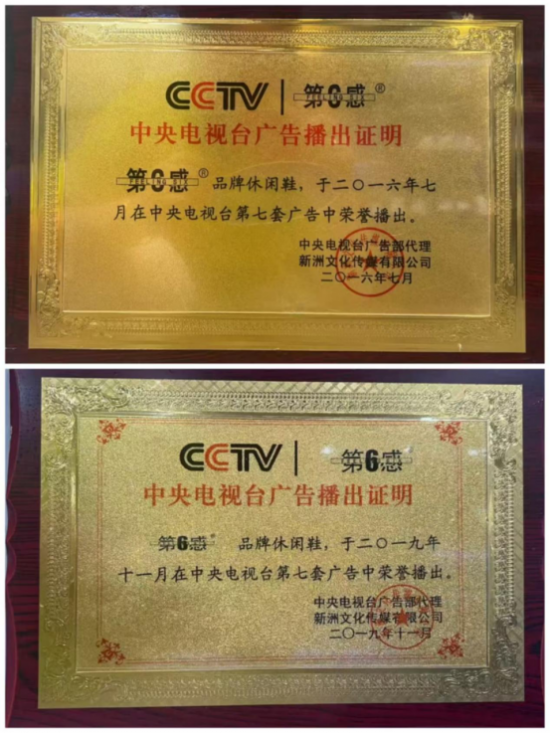 CCTV 第6感®
中央电视台广告播出证明
第6感® 品牌休闲鞋，于二〇一六年七
月在中央电视台第七套广告中荣誉播出。
中央电视台广告部代理
新洲文化传媒有限公司
二〇一六年七月
CCTV 第6感
中央电视台广告播出证明
第6感® 品牌休闲鞋，于二〇一九年
十一月在中央电视台第七套广告中荣誉播出。
中央电视台广告部代理
新洲文化传媒有限公司
二〇一九年十一月